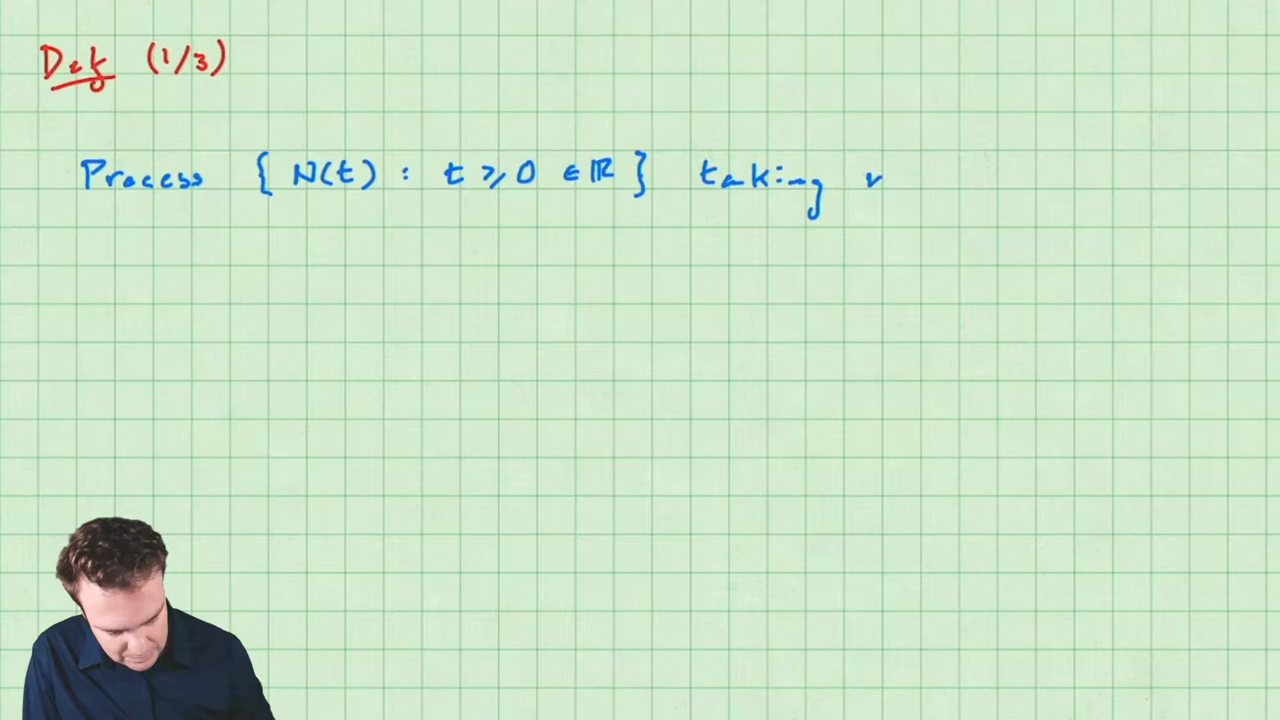 Def (1/3)
Process { N(t) : t ⩾ 0 ∈ ℝ } taking v